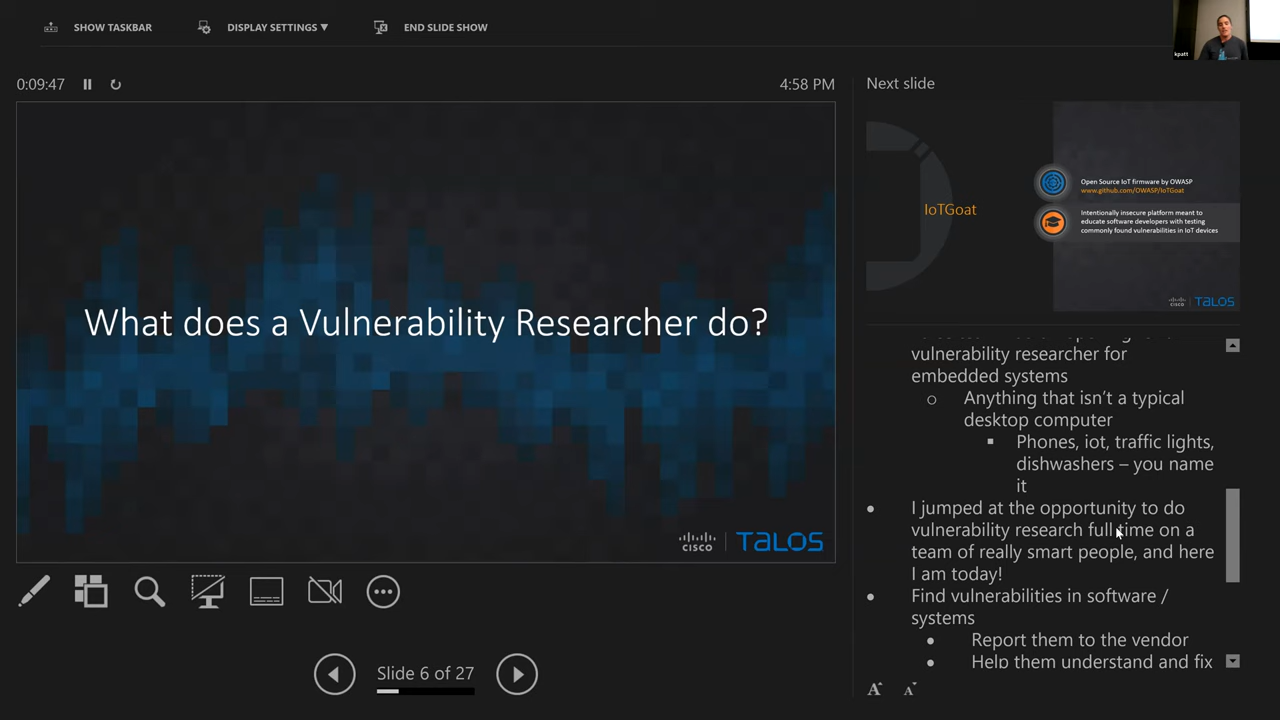 SHOW TASKBAR
DISPLAY SETTINGS ▼
END SLIDE SHOW
kpatt
0:09:47
4:58 PM
Next slide
What does a Vulnerability Researcher do?
CISCO
TALOS
IoTGoat
Open Source IoT firmware by OWASP
www.github.com/OWASP/IoTGoat
Intentionally insecure platform meant to
educate software developers with testing
commonly found vulnerabilities in IoT devices
CISCO
TALOS
vulnerability researcher for
embedded systems
o Anything that isn't a typical
desktop computer
▪ Phones, iot, traffic lights,
dishwashers – you name
it
• I jumped at the opportunity to do
vulnerability research full time on a
team of really smart people, and here
I am today!
• Find vulnerabilities in software /
systems
• Report them to the vendor
• Help them understand and fix
Slide 6 of 27
A
A